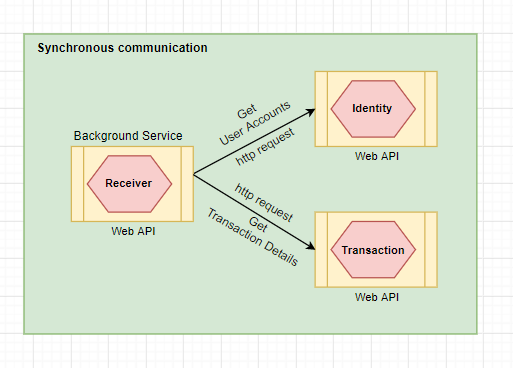 Synchronous communication
Background Service
Receiver
Web API
Get
User Accounts
http request
Identity
Web API
http request
Get
Transaction Details
Transaction
Web API